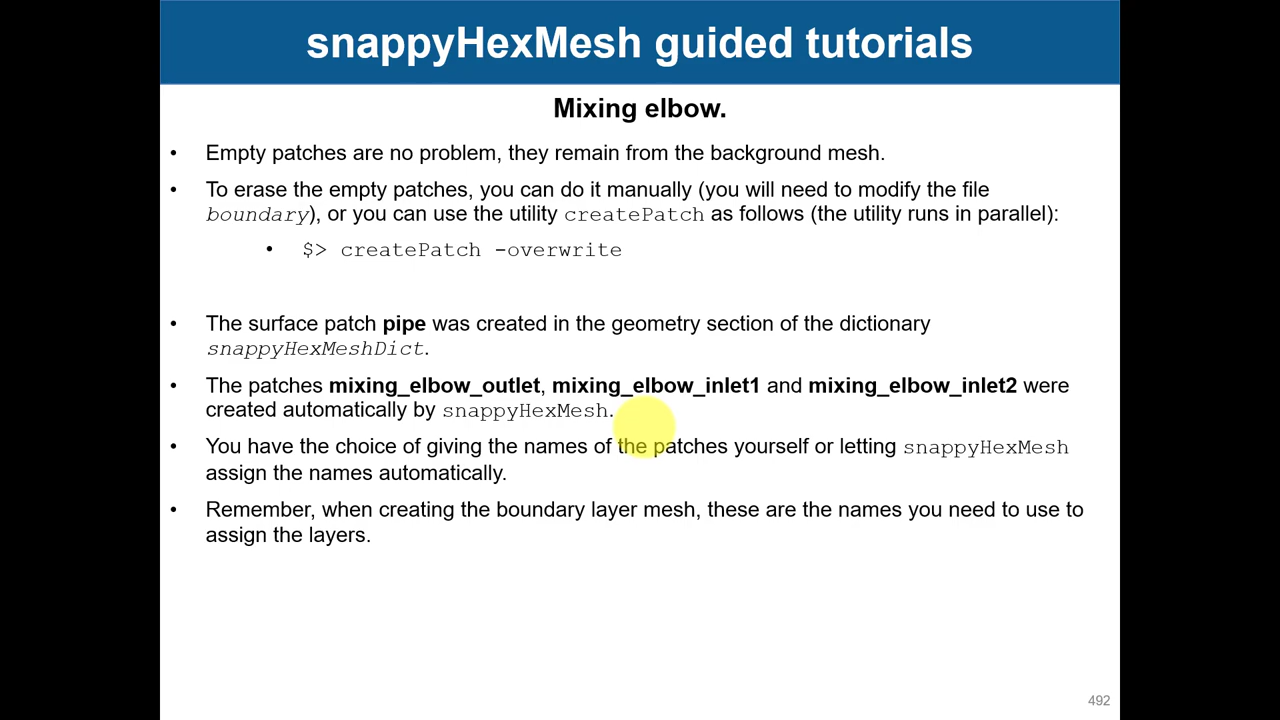 snappyHexMesh guided tutorials
Mixing elbow.
• Empty patches are no problem, they remain from the background mesh.
• To erase the empty patches, you can do it manually (you will need to modify the file
boundary), or you can use the utility createPatch as follows (the utility runs in parallel):
• $> createPatch -overwrite
• The surface patch pipe was created in the geometry section of the dictionary
snappyHexMeshDict.
• The patches mixing_elbow_outlet, mixing_elbow_inlet1 and mixing_elbow_inlet2 were
created automatically by snappyHexMesh.
• You have the choice of giving the names of the patches yourself or letting snappyHexMesh
assign the names automatically.
• Remember, when creating the boundary layer mesh, these are the names you need to use to
assign the layers.
492